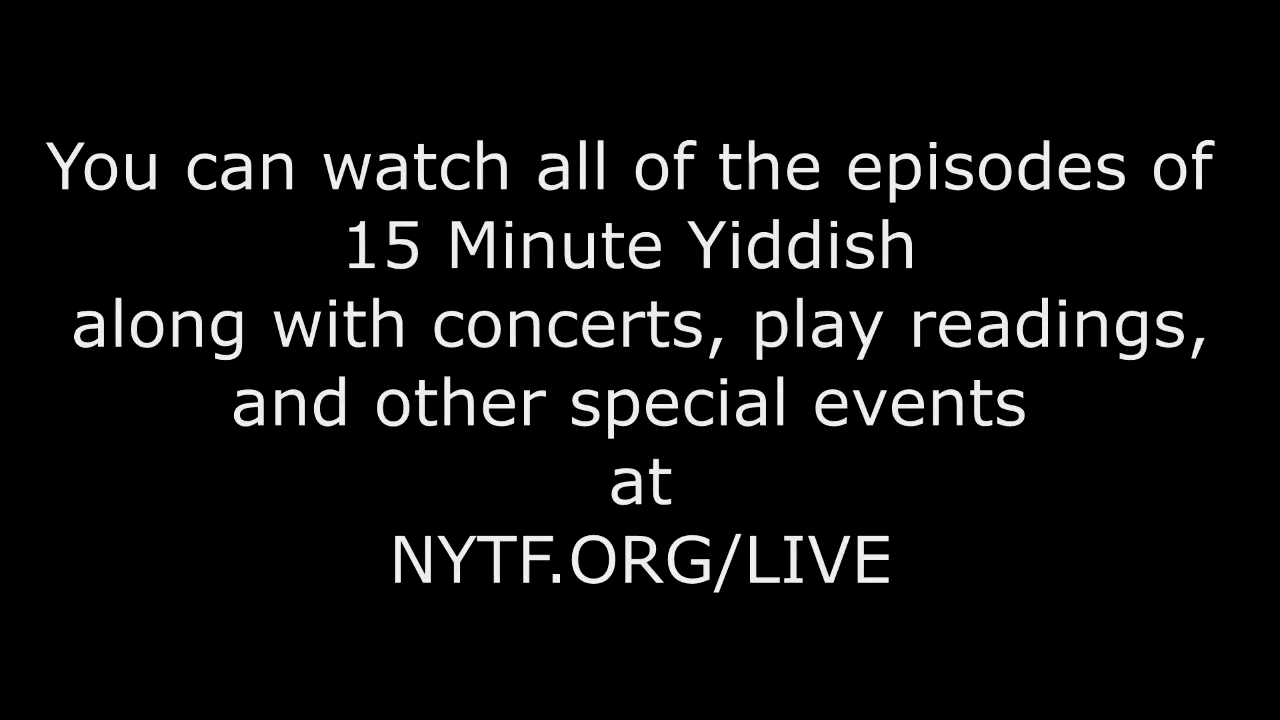 You can watch all of the episodes of
15 Minute Yiddish
along with concerts, play readings,
and other special events
at
NYTF.ORG/LIVE